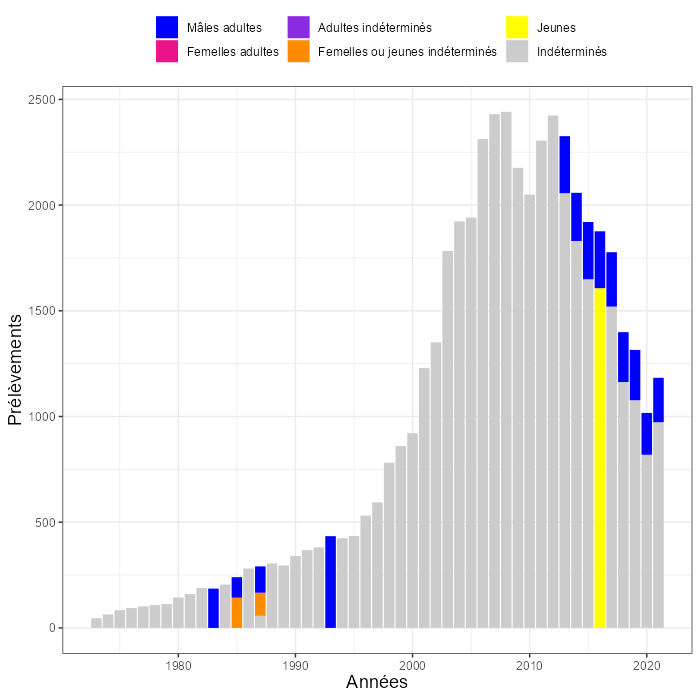 Mâles adultes
Adultes indéterminés
Jeunes
Femelles adultes
Femelles ou jeunes indéterminés
Indéterminés
2500
2000
1500
1000
500
0
Prélèvements
1980
1990
2000
2010
2020
Années